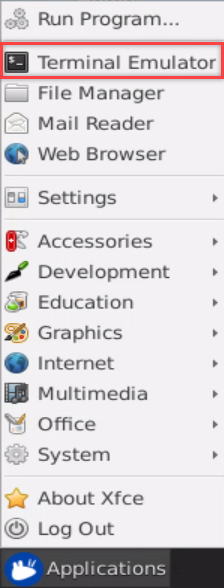 Run Program...
Terminal Emulator
File Manager
Mail Reader
Web Browser
Settings
Accessories
Development
Education
Graphics
Internet
Multimedia
Office
System
About Xfce
Log Out
Applications